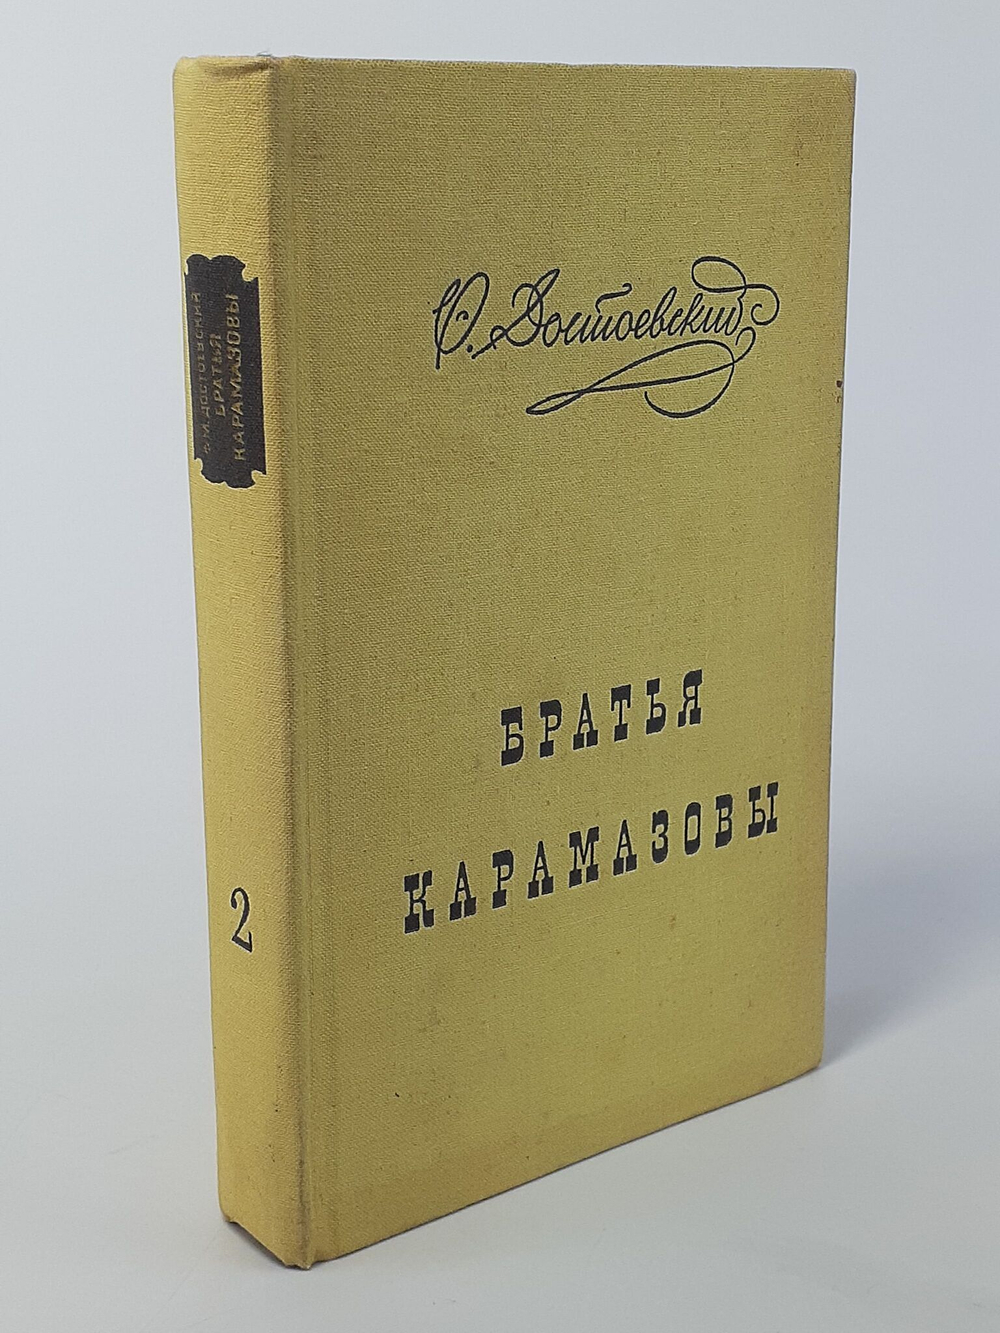 Ф.М.ДОСТОЕВСКИЙ
БРАТЬЯ
КАРАМАЗОВЫ
2
Ф. Достоевский
БРАТЬЯ
КАРАМАЗОВЫ